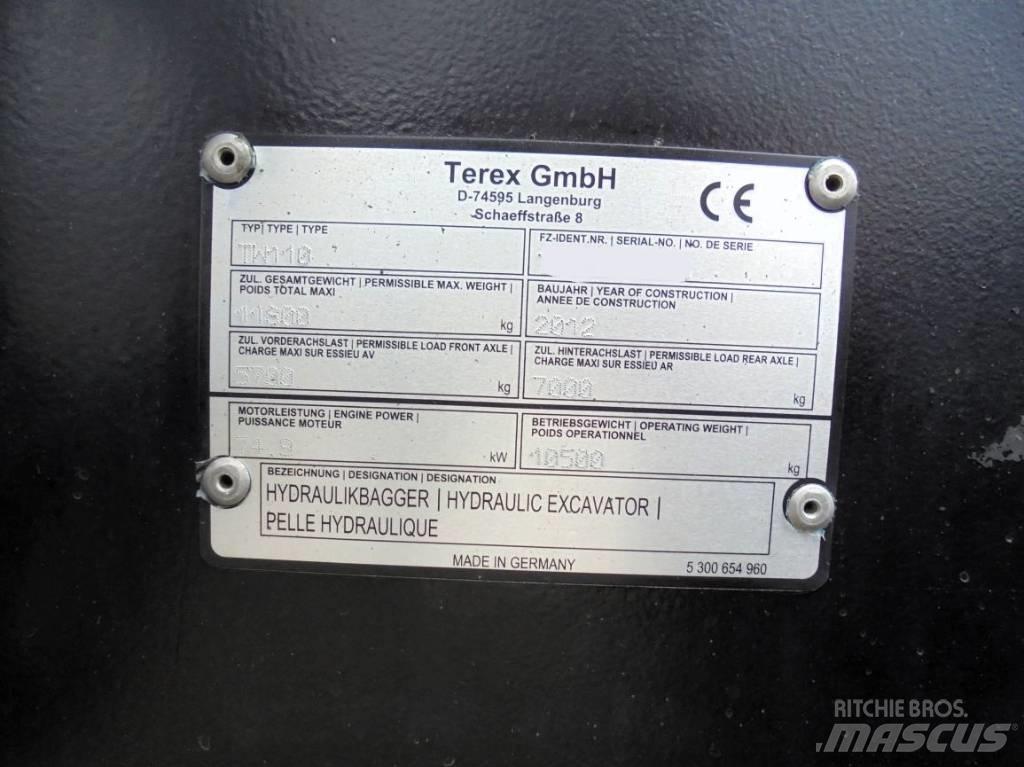 Terex GmbH
D-74595 Langenburg
Schaeffstraße 8
CE
TYP | TYPE | TYPE
TW110
FZ-IDENT.NR. | SERIAL-NO. | NO. DE SERIE
ZUL. GESAMTGEWICHT | PERMISSIBLE MAX. WEIGHT |
POIDS TOTAL MAXI
11800 kg
BAUJAHR | YEAR OF CONSTRUCTION |
ANNEE DE CONSTRUCTION
2012
ZUL. VORDERACHSLAST | PERMISSIBLE LOAD FRONT AXLE |
CHARGE MAXI SUR ESSIEU AV
kg
ZUL. HINTERACHSLAST | PERMISSIBLE LOAD REAR AXLE |
CHARGE MAXI SUR ESSIEU AR
7000 kg
MOTORLEISTUNG | ENGINE POWER |
PUISSANCE MOTEUR
74.9 kW
BETRIEBSGEWICHT | OPERATING WEIGHT |
POIDS OPERATIONNEL
10500 kg
BEZEICHNUNG | DESIGNATION | DESIGNATION
HYDRAULIKBAGGER | HYDRAULIC EXCAVATOR |
PELLE HYDRAULIQUE
MADE IN GERMANY 5 300 654 960
RITCHIE BROS.
MASCUS